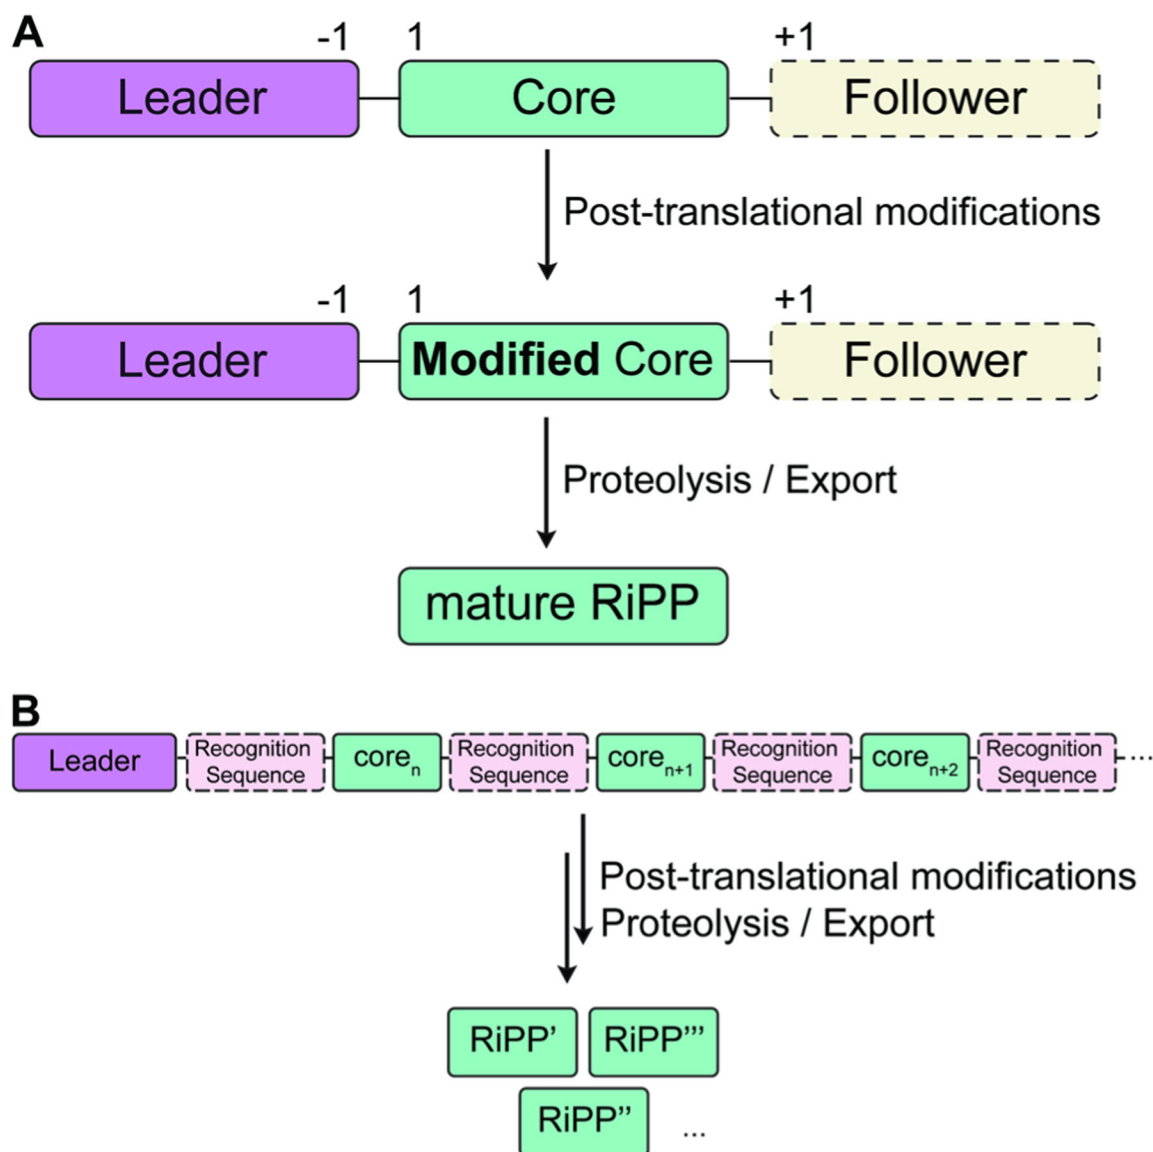 A
-1 1 +1
Leader Core Follower
Post-translational modifications
-1 1 +1
Leader Modified Core Follower
Proteolysis / Export
mature RiPP
B
Leader Recognition Sequence core n Recognition Sequence core n+1 Recognition Sequence core n+2 Recognition Sequence ...
Post-translational modifications
Proteolysis / Export
RiPP’ RiPP’’’
RiPP’’ ...